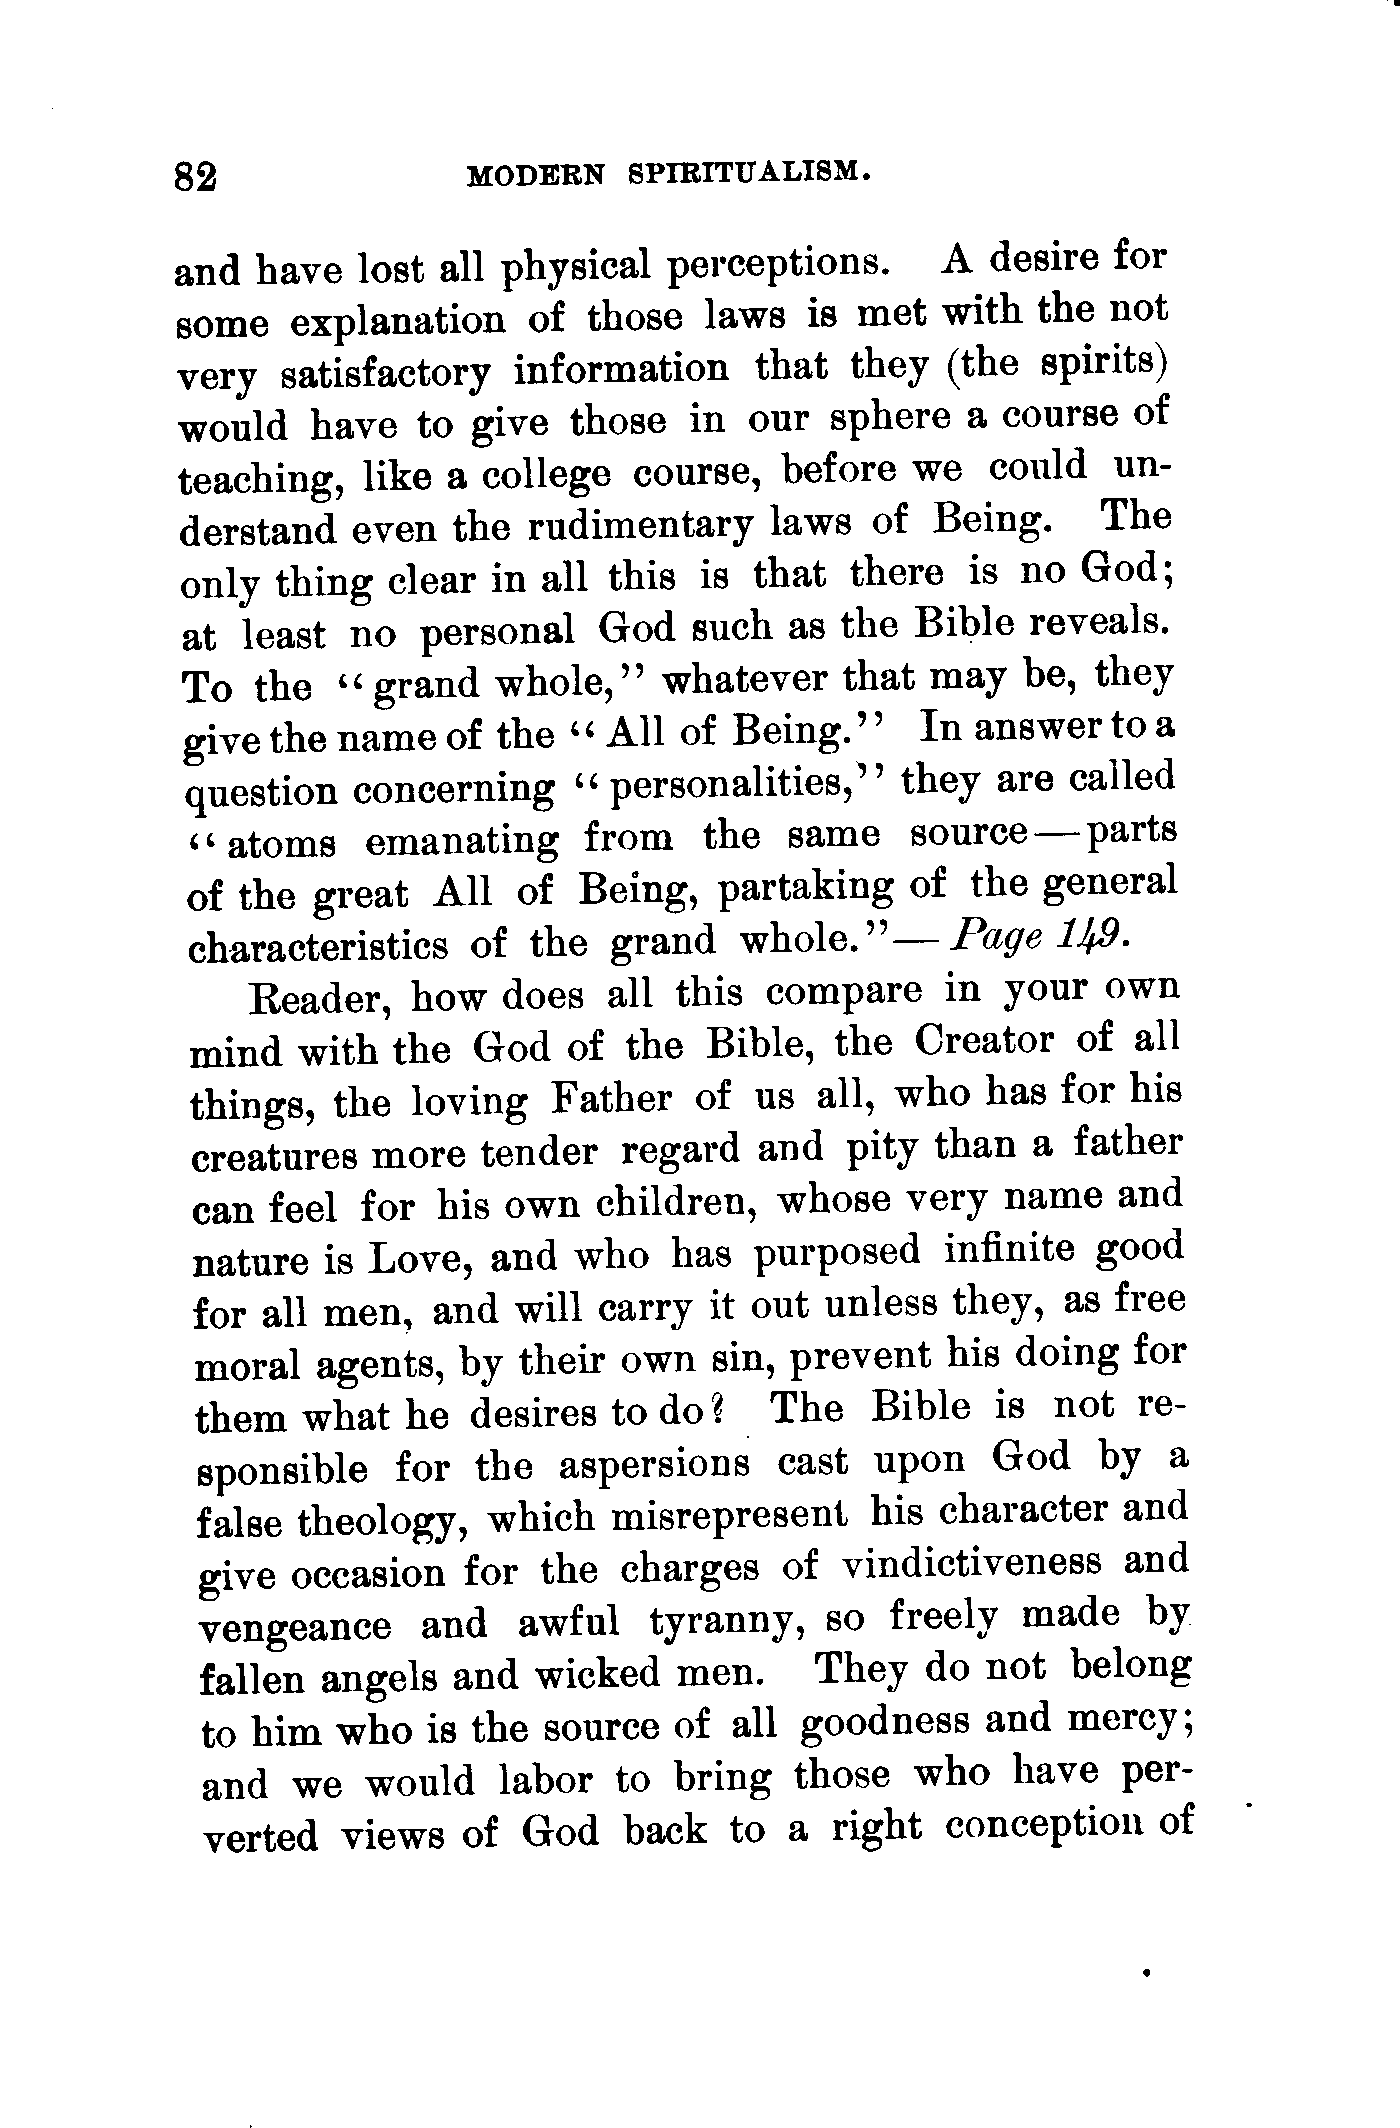 82 MODERN SPIRITUALISM.
and have lost all physical perceptions. A desire for
some explanation of those laws is met with the not
very satisfactory information that they (the spirits)
would have to give those in our sphere a course of
teaching, like a college course, before we could un-
derstand even the rudimentary laws of Being. The
only thing clear in all this is that there is no God;
at least no personal God such as the Bible reveals.
To the “grand whole,” whatever that may be, they
give the name of the “All of Being.” In answer to a
question concerning “personalities,” they are called
“atoms emanating from the same source—parts
of the great All of Being, partaking of the general
characteristics of the grand whole.”—Page 149.
Reader, how does all this compare in your own
mind with the God of the Bible, the Creator of all
things, the loving Father of us all, who has for his
creatures more tender regard and pity than a father
can feel for his own children, whose very name and
nature is Love, and who has purposed infinite good
for all men, and will carry it out unless they, as free
moral agents, by their own sin, prevent his doing for
them what he desires to do? The Bible is not re-
sponsible for the aspersions cast upon God by a
false theology, which misrepresent his character and
give occasion for the charges of vindictiveness and
vengeance and awful tyranny, so freely made by
fallen angels and wicked men. They do not belong
to him who is the source of all goodness and mercy;
and we would labor to bring those who have per-
verted views of God back to a right conception of